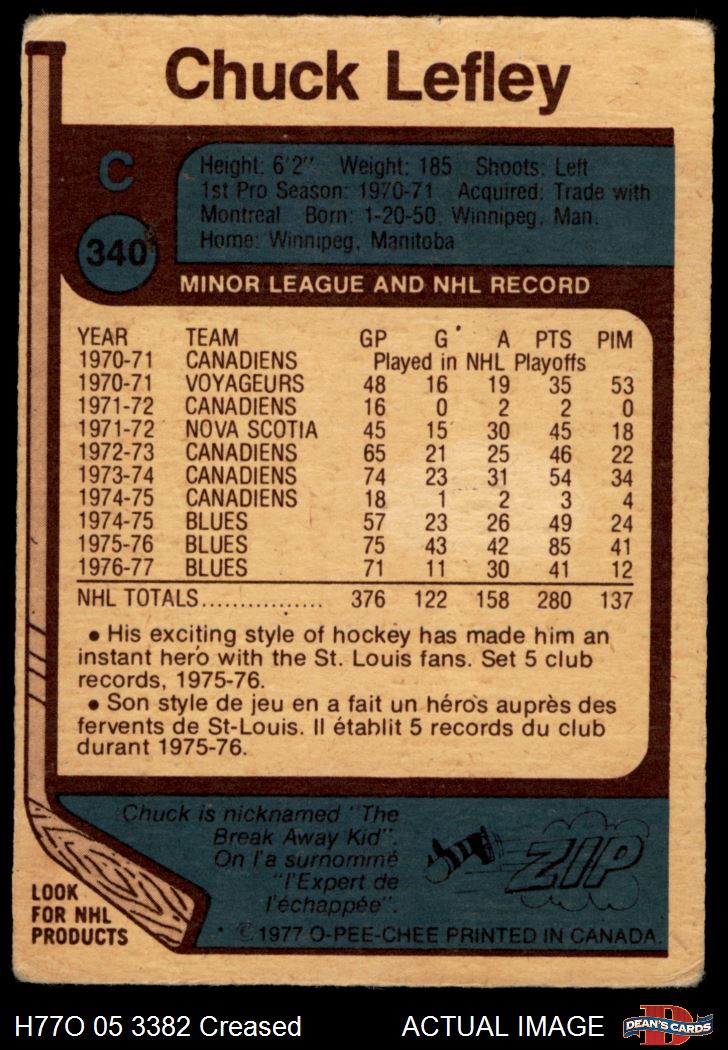 Chuck Lefley
C
340
Height: 6'2" Weight: 185 Shoots: Left
1st Pro Season: 1970-71 Acquired: Trade with
Montreal Born: 1-20-50, Winnipeg, Man.
Home: Winnipeg, Manitoba
MINOR LEAGUE AND NHL RECORD
YEAR TEAM GP G A PTS PIM
1970-71 CANADIENS Played in NHL Playoffs
1970-71 VOYAGEURS 48 16 19 35 53
1971-72 CANADIENS 16 0 2 2 0
1971-72 NOVA SCOTIA 45 15 30 45 18
1972-73 CANADIENS 65 21 25 46 22
1973-74 CANADIENS 74 23 31 54 34
1974-75 CANADIENS 18 1 2 3 4
1974-75 BLUES 57 23 26 49 24
1975-76 BLUES 75 43 42 85 41
1976-77 BLUES 71 11 30 41 12
NHL TOTALS................ 376 122 158 280 137
• His exciting style of hockey has made him an
instant hero with the St. Louis fans. Set 5 club
records, 1975-76.
• Son style de jeu en a fait un héros auprès des
fervents de St-Louis. Il établit 5 records du club
durant 1975-76.
Chuck is nicknamed "The
Break Away Kid".
On l'a surnommé
"l'Expert de
l'échappée".
ZIP
LOOK
FOR NHL
PRODUCTS
* © 1977 O-PEE-CHEE PRINTED IN CANADA.
H77O 05 3382 Creased ACTUAL IMAGE
D
DEAN'S CARDS